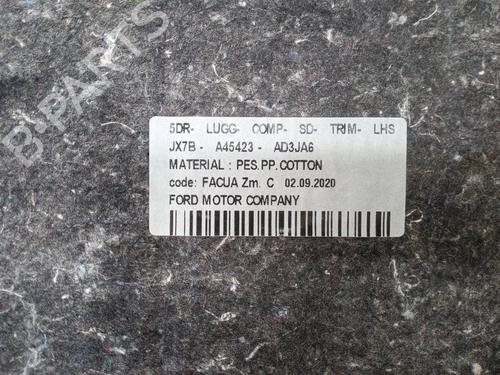 B-PARTS
5DR- LUGG- COMP- SD- TRIM- LHS
JX7B- A45423- AD3JA6
MATERIAL : PES.PP.COTTON
code: FACUA Zm. C 02.09.2020
FORD MOTOR COMPANY